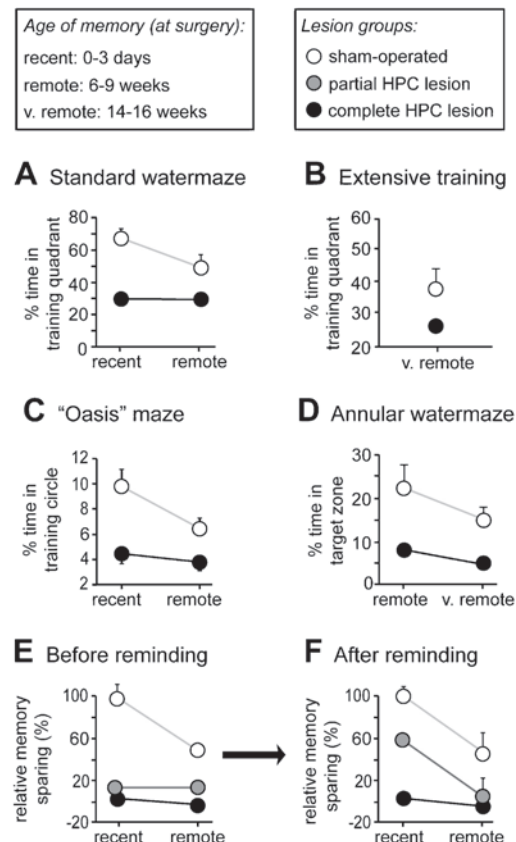 Age of memory (at surgery):
recent: 0-3 days
remote: 6-9 weeks
v. remote: 14-16 weeks
Lesion groups:
sham-operated
partial HPC lesion
complete HPC lesion
A Standard watermaze
% time in
training quadrant
80
60
40
20
0
recent remote
B Extensive training
% time in
training quadrant
60
50
40
30
20
v. remote
C "Oasis" maze
% time in
training circle
12
10
8
6
4
2
recent remote
D Annular watermaze
% time in
target zone
30
20
10
0
remote v. remote
E Before reminding
relative memory
sparing (%)
100
60
20
-20
recent remote
F After reminding
relative memory
sparing (%)
100
60
20
-20
recent remote